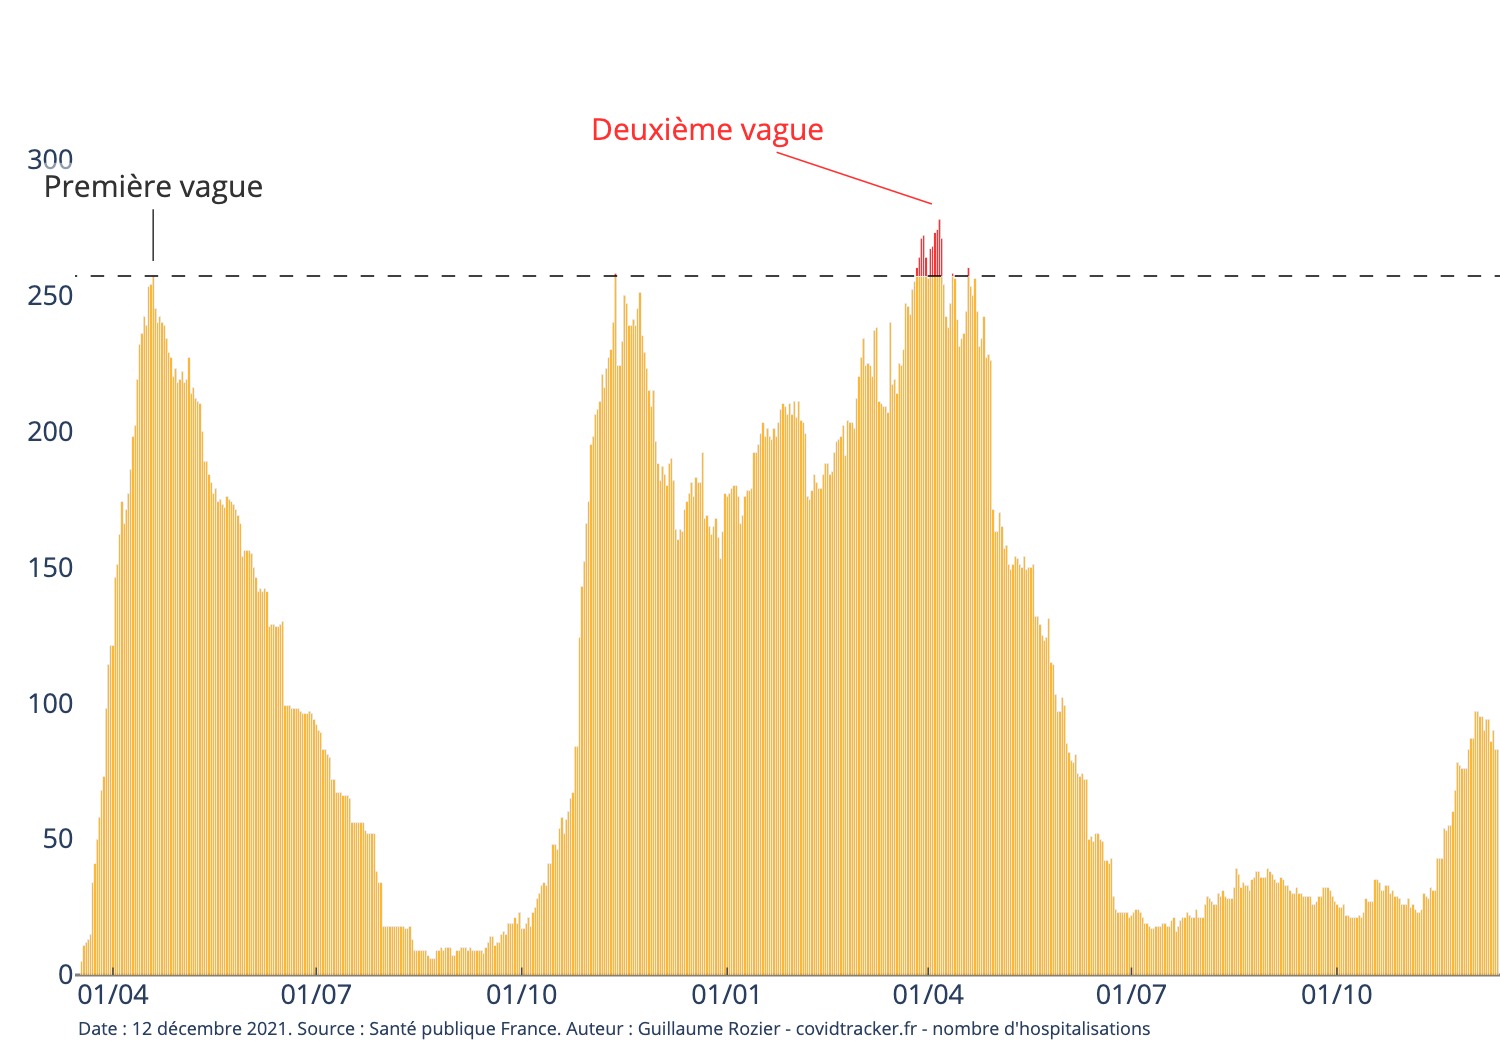 Deuxième vague
300
Première vague
250
200
150
100
50
0
01/04 01/07 01/10 01/01 01/04 01/07 01/10
Date : 12 décembre 2021. Source : Santé publique France. Auteur : Guillaume Rozier - covidtracker.fr - nombre d'hospitalisations